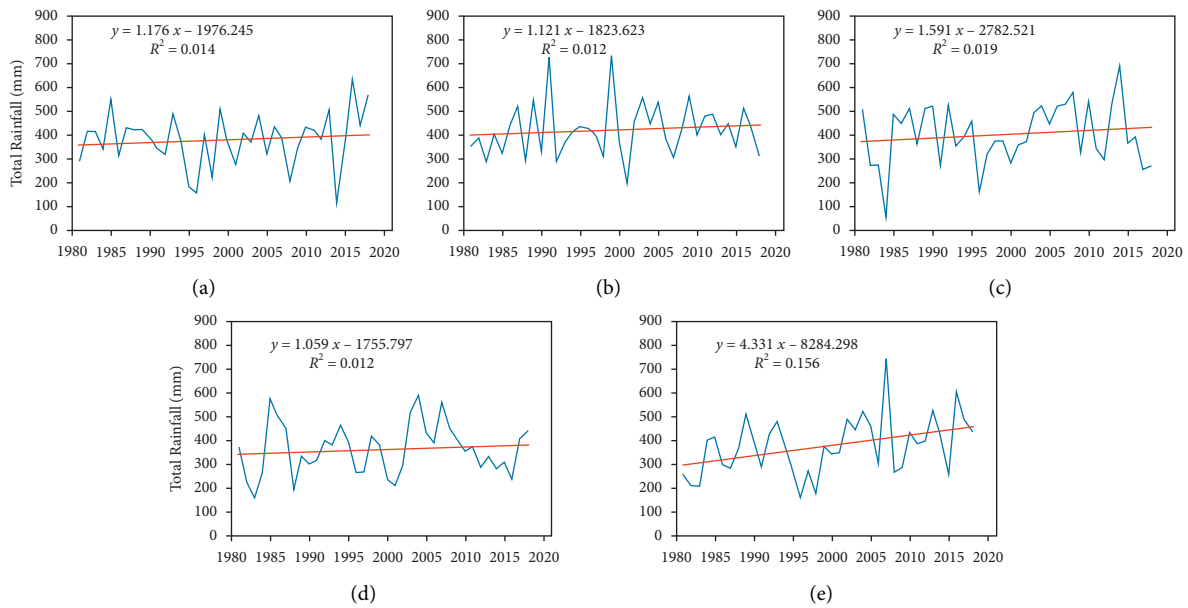 y = 1.176 x – 1976.245
R² = 0.014
Total Rainfall (mm)
900
800
700
600
500
400
300
200
100
0
1980 1985 1990 1995 2000 2005 2010 2015 2020
(a)
y = 1.121 x – 1823.623
R² = 0.012
900
800
700
600
500
400
300
200
100
0
1980 1985 1990 1995 2000 2005 2010 2015 2020
(b)
y = 1.591 x – 2782.521
R² = 0.019
900
800
700
600
500
400
300
200
100
0
1980 1985 1990 1995 2000 2005 2010 2015 2020
(c)
y = 1.059 x – 1755.797
R² = 0.012
Total Rainfall (mm)
900
800
700
600
500
400
300
200
100
0
1980 1985 1990 1995 2000 2005 2010 2015 2020
(d)
y = 4.331 x – 8284.298
R² = 0.156
900
800
700
600
500
400
300
200
100
0
1980 1985 1990 1995 2000 2005 2010 2015 2020
(e)